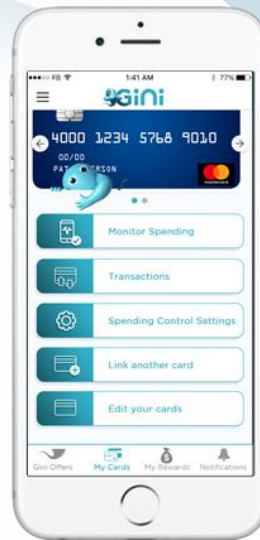 FB 1:41 AM 77%
GiNi
4000 1234 5768 9010
00/00
mastercard
Monitor Spending
Transactions
Spending Control Settings
Link another card
Edit your cards
Gini Offers My Cards My Rewards Notifications